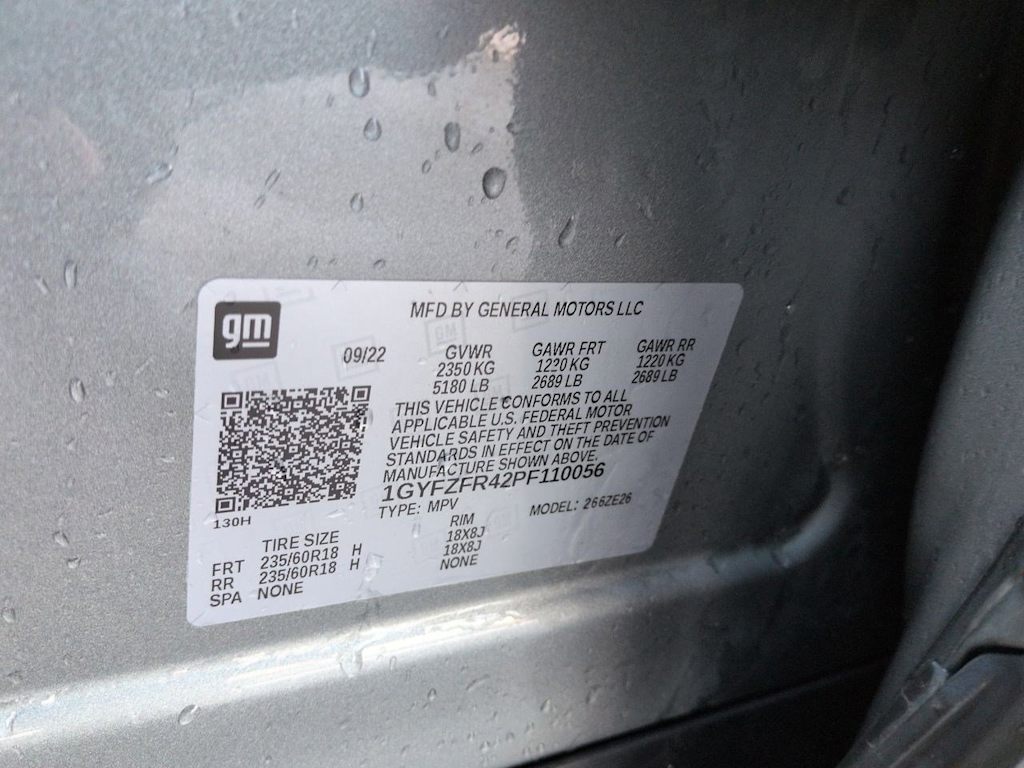 gm
MFD BY GENERAL MOTORS LLC
09/22 GVWR GAWR FRT GAWR RR
2350 KG 1220 KG 1220 KG
5180 LB 2689 LB 2689 LB
THIS VEHICLE CONFORMS TO ALL
APPLICABLE U.S. FEDERAL MOTOR
VEHICLE SAFETY AND THEFT PREVENTION
STANDARDS IN EFFECT ON THE DATE OF
MANUFACTURE SHOWN ABOVE.
1GYFZFR42PF110056
TYPE: MPV MODEL: 266ZE26
130H
TIRE SIZE RIM
FRT 235/60R18 H 18X8J
RR 235/60R18 H 18X8J
SPA NONE NONE